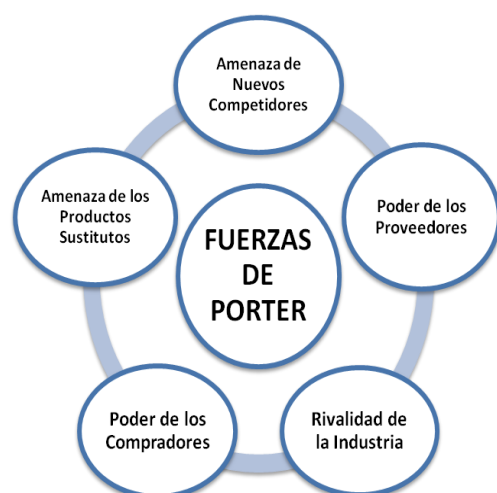 Amenaza de
Nuevos
Competidores
Amenaza de los
Productos
Sustitutos
Poder de los
Proveedores
FUERZAS
DE
PORTER
Poder de los
Compradores
Rivalidad de
la Industria